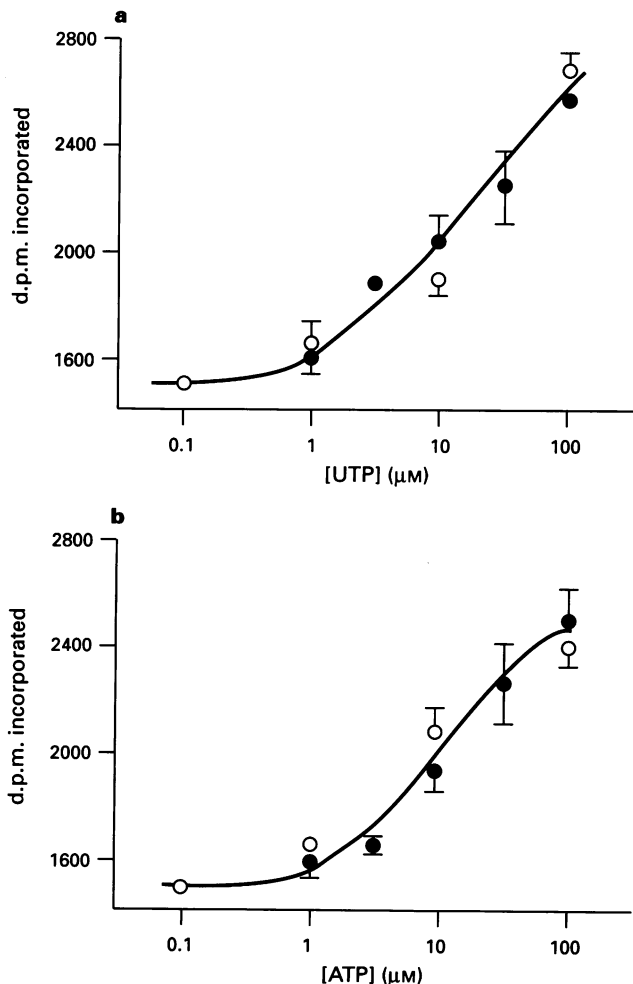 a
2800
2400
2000
1600
d.p.m. incorporated
0.1 1 10 100
[UTP] (μM)
b
2800
2400
2000
1600
d.p.m. incorporated
0.1 1 10 100
[ATP] (μM)